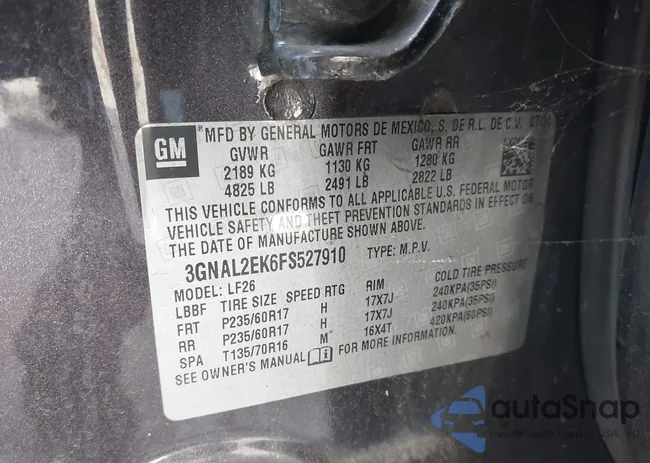 GM ® MFD BY GENERAL MOTORS DE MEXICO, S. DE R.L. DE C.V. 07/14
GVWR GAWR FRT GAWR RR
2189 KG 1130 KG 1280 KG
4825 LB 2491 LB 2822 LB
THIS VEHICLE CONFORMS TO ALL APPLICABLE U.S. FEDERAL MOTOR
VEHICLE SAFETY AND THEFT PREVENTION STANDARDS IN EFFECT ON
THE DATE OF MANUFACTURE SHOWN ABOVE.
3GNAL2EK6FS527910 TYPE: M.P.V.
MODEL: LF26
LBBF TIRE SIZE SPEED RTG RIM COLD TIRE PRESSURE
FRT P235/60R17 H 17X7J 240KPA(35PSI)
RR P235/60R17 H 17X7J 240KPA(35PSI)
SPA T135/70R16 M 16X4T 420KPA(60PSI)
SEE OWNER'S MANUAL FOR MORE INFORMATION.
autoSnap